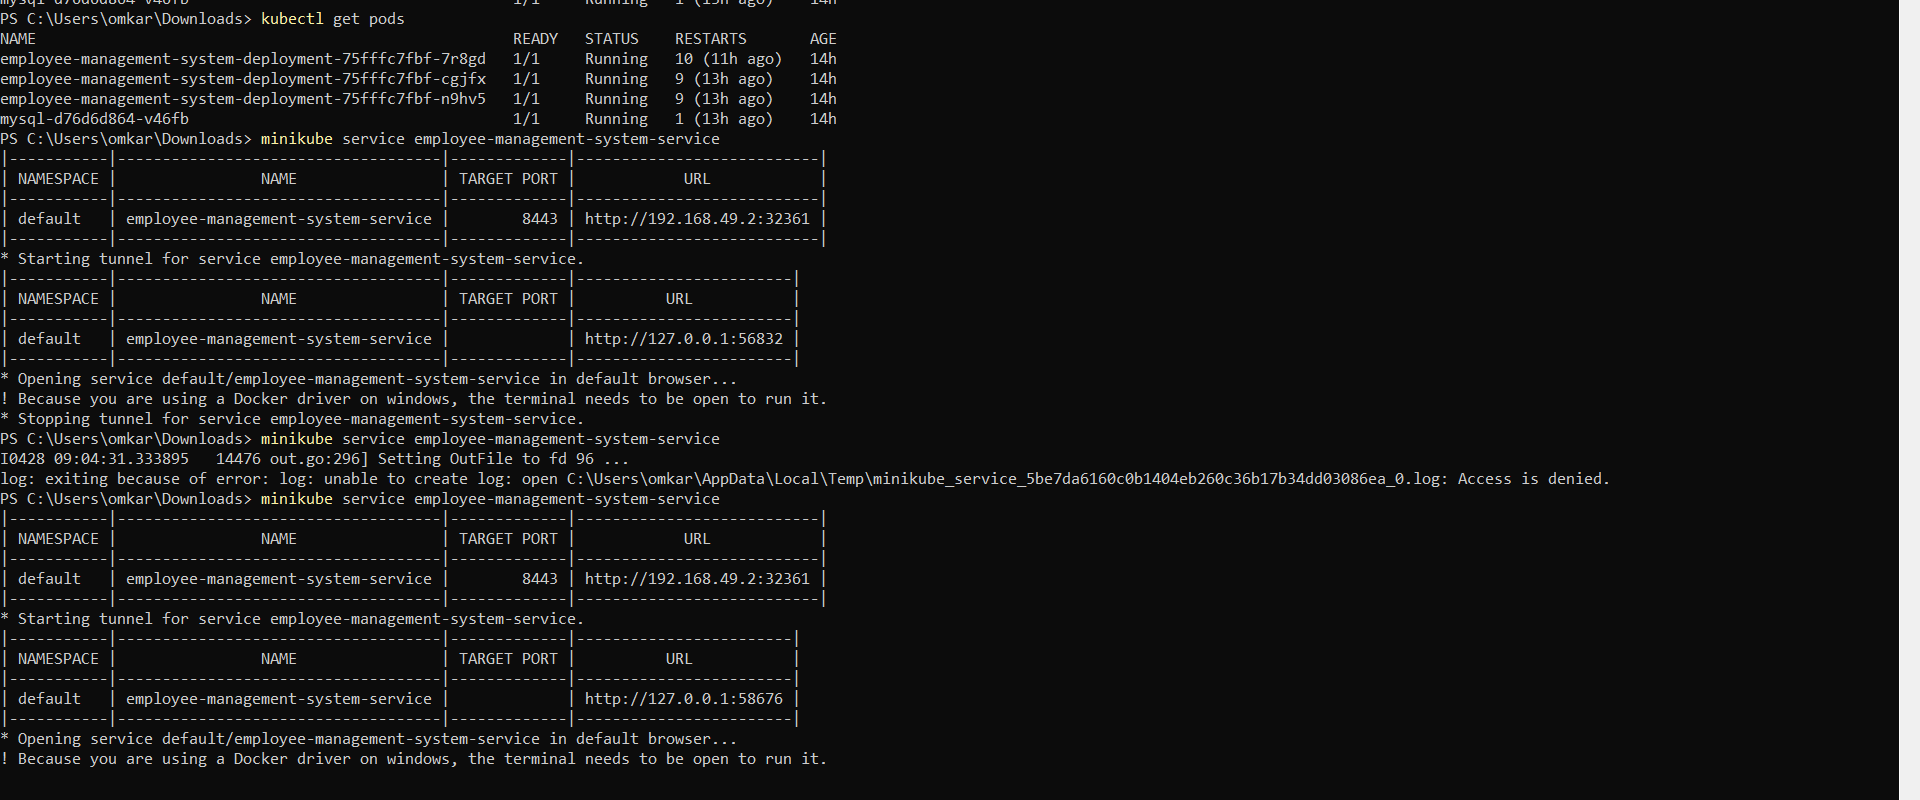 mysql-d76d6d864-v46fb                                    1/1     Running   1 (13h ago)    14h
PS C:\Users\omkar\Downloads> kubectl get pods
NAME                                                     READY   STATUS    RESTARTS       AGE
employee-management-system-deployment-75fffc7fbf-7r8gd   1/1     Running   10 (11h ago)   14h
employee-management-system-deployment-75fffc7fbf-cgjfx   1/1     Running   9 (13h ago)    14h
employee-management-system-deployment-75fffc7fbf-n9hv5   1/1     Running   9 (13h ago)    14h
mysql-d76d6d864-v46fb                                    1/1     Running   1 (13h ago)    14h
PS C:\Users\omkar\Downloads> minikube service employee-management-system-service
|-----------|------------------------------------|-------------|---------------------------|
| NAMESPACE |                NAME                | TARGET PORT |            URL            |
|-----------|------------------------------------|-------------|---------------------------|
| default   | employee-management-system-service |        8443 | http://192.168.49.2:32361 |
|-----------|------------------------------------|-------------|---------------------------|
* Starting tunnel for service employee-management-system-service.
|-----------|------------------------------------|-------------|------------------------|
| NAMESPACE |                NAME                | TARGET PORT |          URL           |
|-----------|------------------------------------|-------------|------------------------|
| default   | employee-management-system-service |             | http://127.0.0.1:56832 |
|-----------|------------------------------------|-------------|------------------------|
* Opening service default/employee-management-system-service in default browser...
! Because you are using a Docker driver on windows, the terminal needs to be open to run it.
* Stopping tunnel for service employee-management-system-service.
PS C:\Users\omkar\Downloads> minikube service employee-management-system-service
I0428 09:04:31.333895   14476 out.go:296] Setting OutFile to fd 96 ...
log: exiting because of error: log: unable to create log: open C:\Users\omkar\AppData\Local\Temp\minikube_service_5be7da6160c0b1404eb260c36b17b34dd03086ea_0.log: Access is denied.
PS C:\Users\omkar\Downloads> minikube service employee-management-system-service
|-----------|------------------------------------|-------------|---------------------------|
| NAMESPACE |                NAME                | TARGET PORT |            URL            |
|-----------|------------------------------------|-------------|---------------------------|
| default   | employee-management-system-service |        8443 | http://192.168.49.2:32361 |
|-----------|------------------------------------|-------------|---------------------------|
* Starting tunnel for service employee-management-system-service.
|-----------|------------------------------------|-------------|------------------------|
| NAMESPACE |                NAME                | TARGET PORT |          URL           |
|-----------|------------------------------------|-------------|------------------------|
| default   | employee-management-system-service |             | http://127.0.0.1:58676 |
|-----------|------------------------------------|-------------|------------------------|
* Opening service default/employee-management-system-service in default browser...
! Because you are using a Docker driver on windows, the terminal needs to be open to run it.